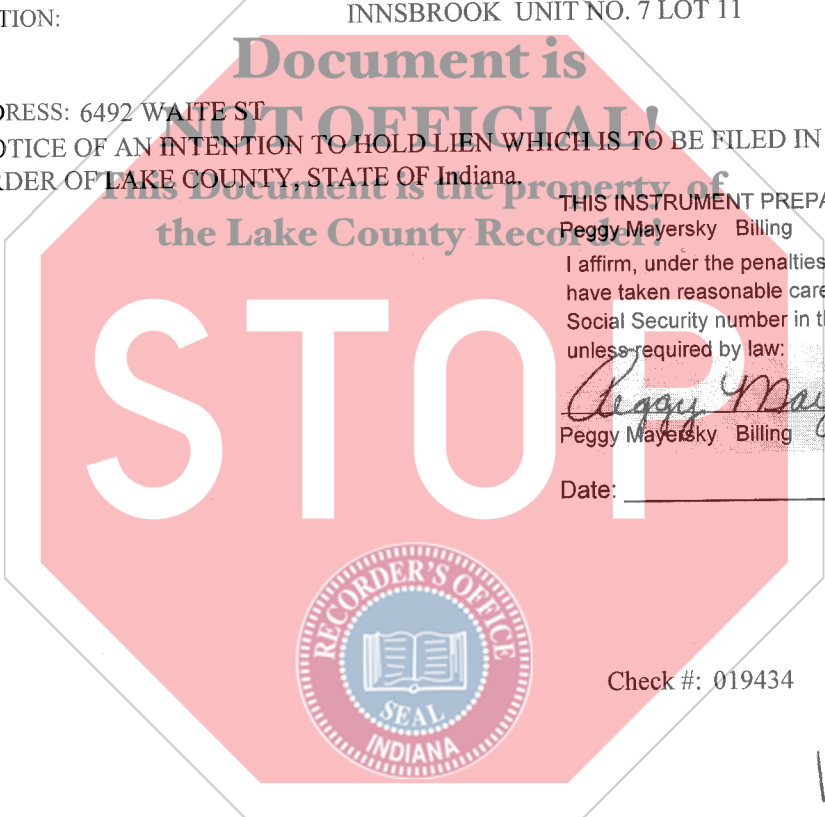 TION:
INNSBROOK UNIT NO. 7 LOT 11
Document is
DRESS: 6492 WAITE ST
NOT OFFICIAL!
OTICE OF AN INTENTION TO HOLD LIEN WHICH IS TO BE FILED IN
RDER OF LAKE COUNTY, STATE OF Indiana.
This Document is the property of
the Lake County Recorder!
THIS INSTRUMENT PREPA
Peggy Mayersky Billing
I affirm, under the penalties
have taken reasonable care
Social Security number in th
unless required by law:
Peggy May
Peggy Mayersky Billing
Date:
STOP
RECORDER'S OFFICE
SEAL
INDIANA
Check #: 019434